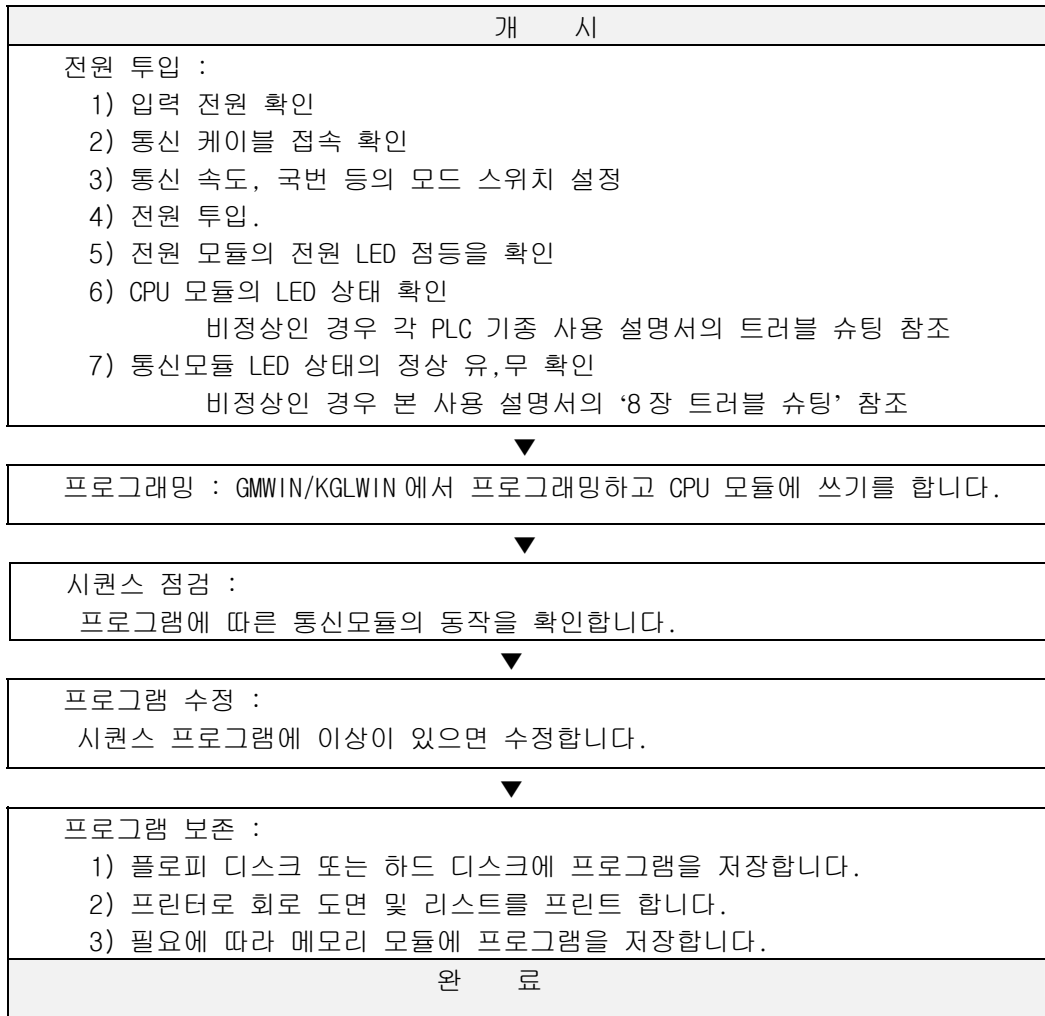 개 시
전원 투입 :
1) 입력 전원 확인
2) 통신 케이블 접속 확인
3) 통신 속도, 국번 등의 모드 스위치 설정
4) 전원 투입.
5) 전원 모듈의 전원 LED 점등을 확인
6) CPU 모듈의 LED 상태 확인
비정상인 경우 각 PLC 기종 사용 설명서의 트러블 슈팅 참조
7) 통신모듈 LED 상태의 정상 유,무 확인
비정상인 경우 본 사용 설명서의 ‘8장 트러블 슈팅’ 참조
▼
프로그래밍 : GMWIN/KGLWIN에서 프로그래밍하고 CPU 모듈에 쓰기를 합니다.
▼
시퀀스 점검 :
프로그램에 따른 통신모듈의 동작을 확인합니다.
▼
프로그램 수정 :
시퀀스 프로그램에 이상이 있으면 수정합니다.
▼
프로그램 보존 :
1) 플로피 디스크 또는 하드 디스크에 프로그램을 저장합니다.
2) 프린터로 회로 도면 및 리스트를 프린트 합니다.
3) 필요에 따라 메모리 모듈에 프로그램을 저장합니다.
완 료